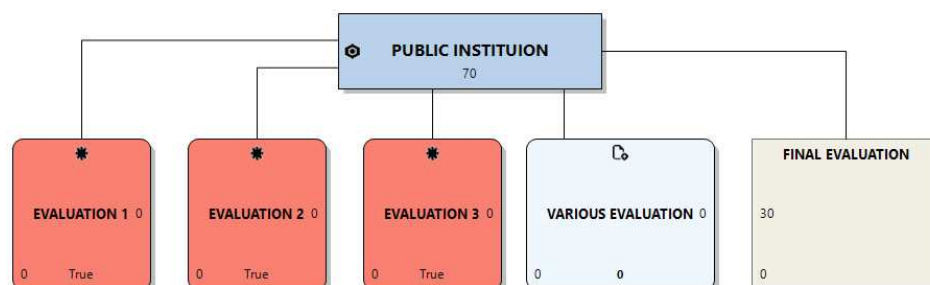 PUBLIC INSTITUION
70
FINAL EVALUATION
EVALUATION 1 0
EVALUATION 2 0
EVALUATION 3 0
VARIOUS EVALUATION 0
30
0 True
0 True
0 True
0 0
0